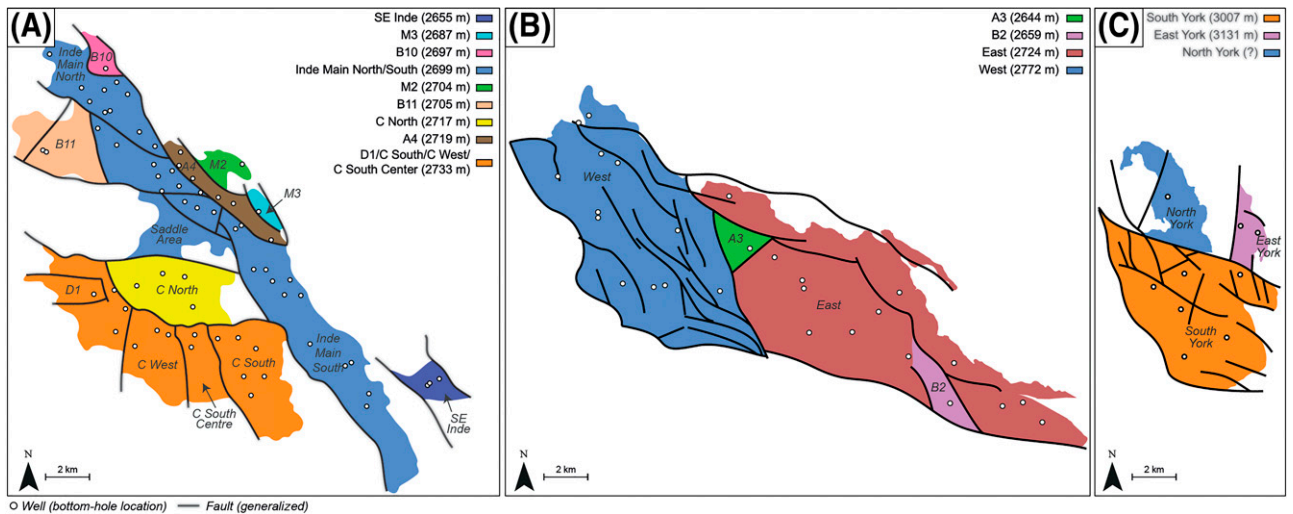 (A)
SE Inde (2655 m)
M3 (2687 m)
B10 (2697 m)
Inde Main North/South (2699 m)
M2 (2704 m)
B11 (2705 m)
C North (2717 m)
A4 (2719 m)
D1/C South/C West/
C South Center (2733 m)
Inde
Main
North
B10
B11
A4
M2
M3
Saddle
Area
D1
C North
C West
C South
C South
Centre
Inde
Main
South
SE
Inde
N
2 km
(B)
A3 (2644 m)
B2 (2659 m)
East (2724 m)
West (2772 m)
West
A3
East
B2
N
2 km
(C)
South York (3007 m)
East York (3131 m)
North York (?)
North
York
East
York
South
York
N
2 km
Well (bottom-hole location)
Fault (generalized)